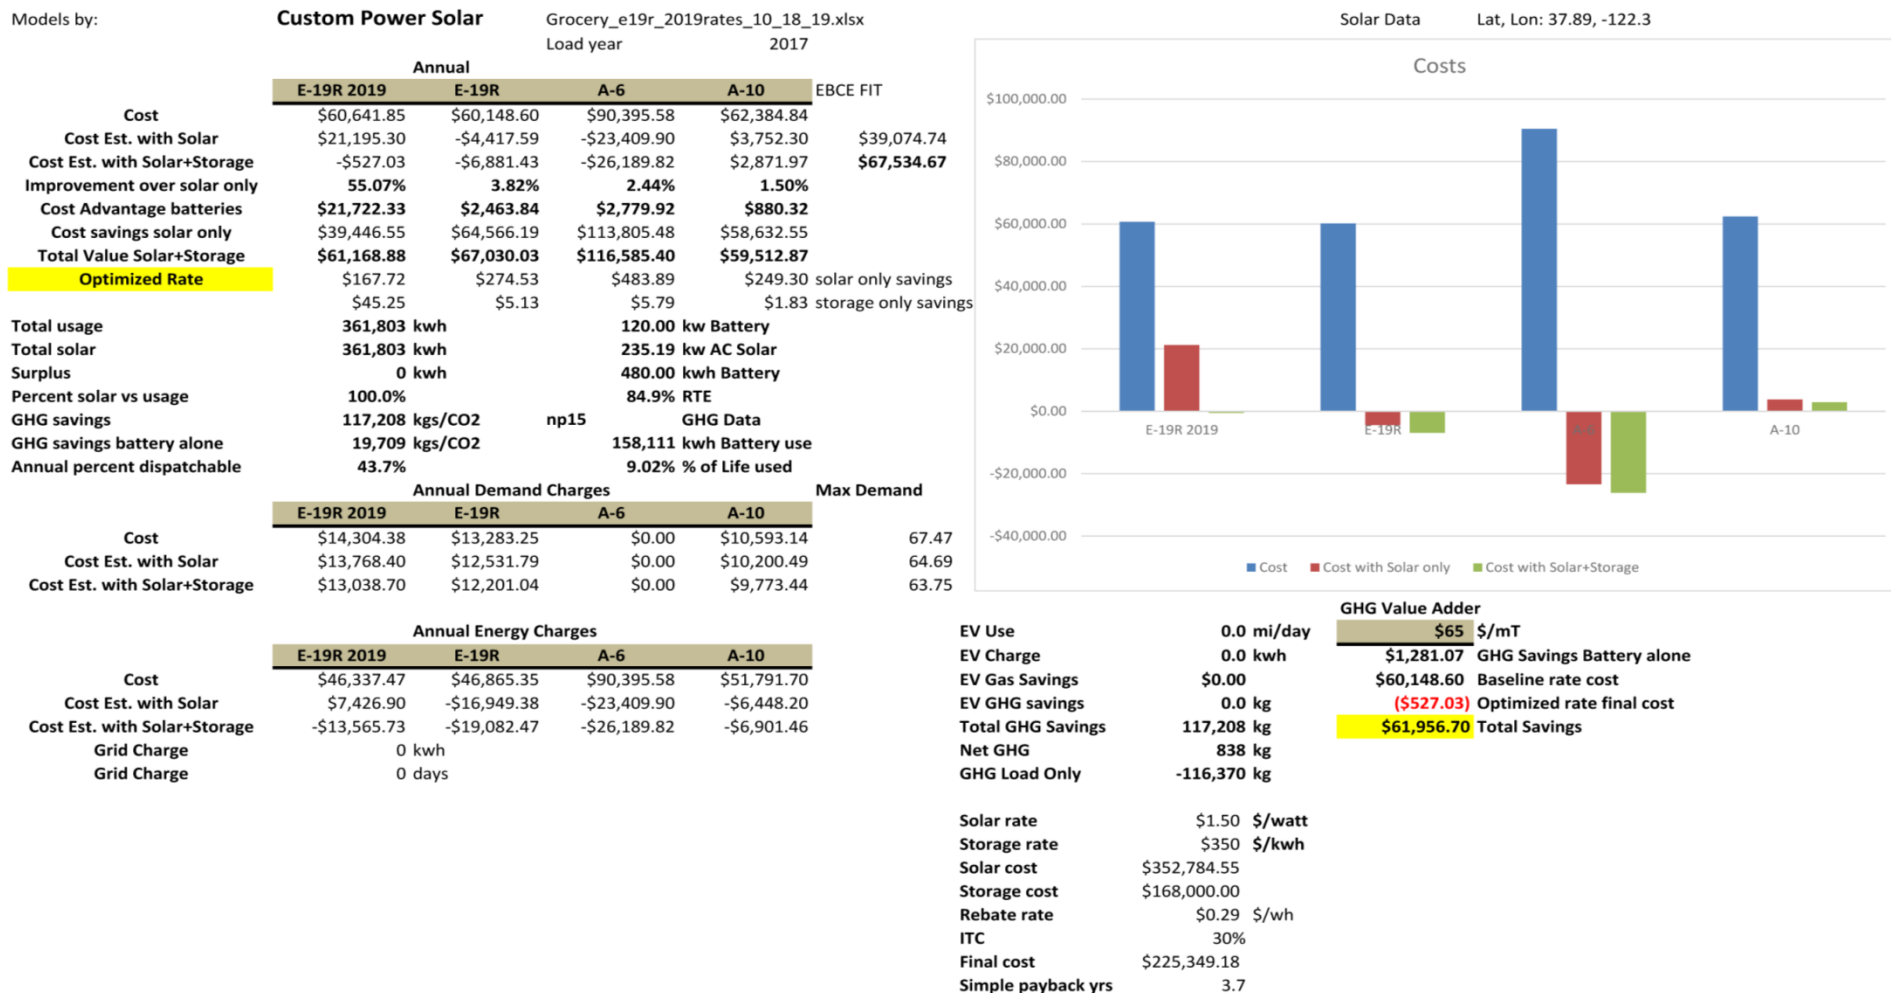 Models by: Custom Power Solar Grocery_e19r_2019rates_10_18_19.xlsx Solar Data Lat, Lon: 37.89, -122.3
Load year 2017
Annual
E-19R 2019 E-19R A-6 A-10 EBCE FIT
Cost $60,641.85 $60,148.60 $90,395.58 $62,384.84
Cost Est. with Solar $21,195.30 -$4,417.59 -$23,409.90 $3,752.30 $39,074.74
Cost Est. with Solar+Storage -$527.03 -$6,881.43 -$26,189.82 $2,871.97 $67,534.67
Improvement over solar only 55.07% 3.82% 2.44% 1.50%
Cost Advantage batteries $21,722.33 $2,463.84 $2,779.92 $880.32
Cost savings solar only $39,446.55 $64,566.19 $113,805.48 $58,632.55
Total Value Solar+Storage $61,168.88 $67,030.03 $116,585.40 $59,512.87
Optimized Rate $167.72 $274.53 $483.89 $249.30 solar only savings
$45.25 $5.13 $5.79 $1.83 storage only savings
Total usage 361,803 kwh 120.00 kw Battery
Total solar 361,803 kwh 235.19 kw AC Solar
Surplus 0 kwh 480.00 kwh Battery
Percent solar vs usage 100.0% 84.9% RTE
GHG savings 117,208 kgs/CO2 np15 GHG Data
GHG savings battery alone 19,709 kgs/CO2 158,111 kwh Battery use
Annual percent dispatchable 43.7% 9.02% % of Life used
Annual Demand Charges Max Demand
E-19R 2019 E-19R A-6 A-10
Cost $14,304.38 $13,283.25 $0.00 $10,593.14 67.47
Cost Est. with Solar $13,768.40 $12,531.79 $0.00 $10,200.49 64.69
Cost Est. with Solar+Storage $13,038.70 $12,201.04 $0.00 $9,773.44 63.75
Annual Energy Charges
E-19R 2019 E-19R A-6 A-10
Cost $46,337.47 $46,865.35 $90,395.58 $51,791.70
Cost Est. with Solar $7,426.90 -$16,949.38 -$23,409.90 -$6,448.20
Cost Est. with Solar+Storage -$13,565.73 -$19,082.47 -$26,189.82 -$6,901.46
Grid Charge 0 kwh
Grid Charge 0 days
Costs
$100,000.00
$80,000.00
$60,000.00
$40,000.00
$20,000.00
$0.00
-$20,000.00
-$40,000.00
E-19R 2019 E-19R A-6 A-10
Cost Cost with Solar only Cost with Solar+Storage
GHG Value Adder
EV Use 0.0 mi/day $65 $/mT
EV Charge 0.0 kwh $1,281.07 GHG Savings Battery alone
EV Gas Savings $0.00 $60,148.60 Baseline rate cost
EV GHG savings 0.0 kg ($527.03) Optimized rate final cost
Total GHG Savings 117,208 kg $61,956.70 Total Savings
Net GHG 838 kg
GHG Load Only -116,370 kg
Solar rate $1.50 $/watt
Storage rate $350 $/kwh
Solar cost $352,784.55
Storage cost $168,000.00
Rebate rate $0.29 $/wh
ITC 30%
Final cost $225,349.18
Simple payback yrs 3.7